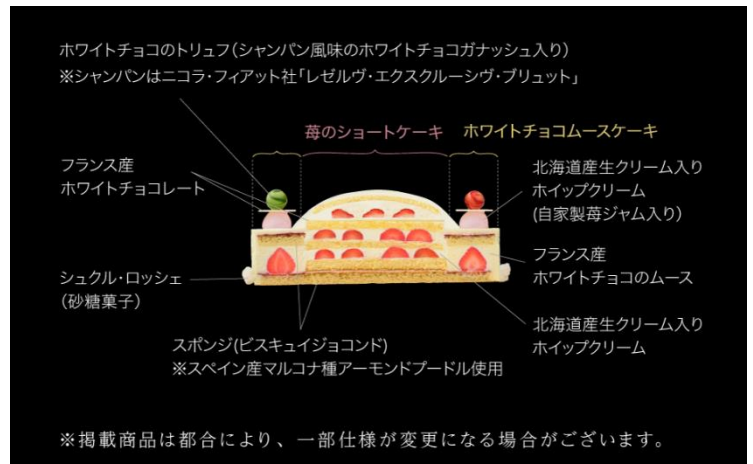 ホワイトチョコのトリュフ(シャンパン風味のホワイトチョコガナッシュ入り)
※シャンパンはニコラ・フィアット社「レゼルヴ・エクスクルーシヴ・ブリュット」
苺のショートケーキ
ホワイトチョコムースケーキ
フランス産
ホワイトチョコレート
北海道産生クリーム入り
ホイップクリーム
(自家製苺ジャム入り)
フランス産
ホワイトチョコのムース
シュクル・ロッシェ
(砂糖菓子)
北海道産生クリーム入り
ホイップクリーム
スポンジ(ビスキュイジョコンド)
※スペイン産マルコナ種アーモンドプードル使用
※掲載商品は都合により、一部仕様が変更になる場合がございます。